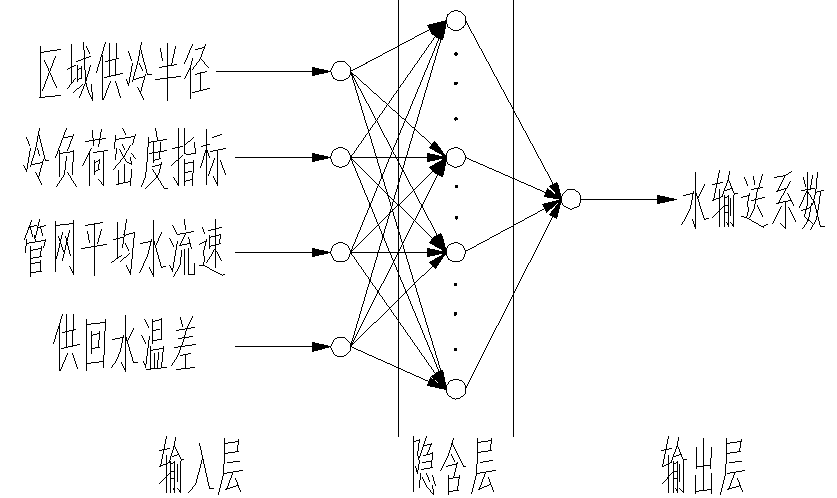 区域供冷半径
冷负荷密度指标
管网平均水流速
供回水温差
水输送系数
输入层
隐含层
输出层